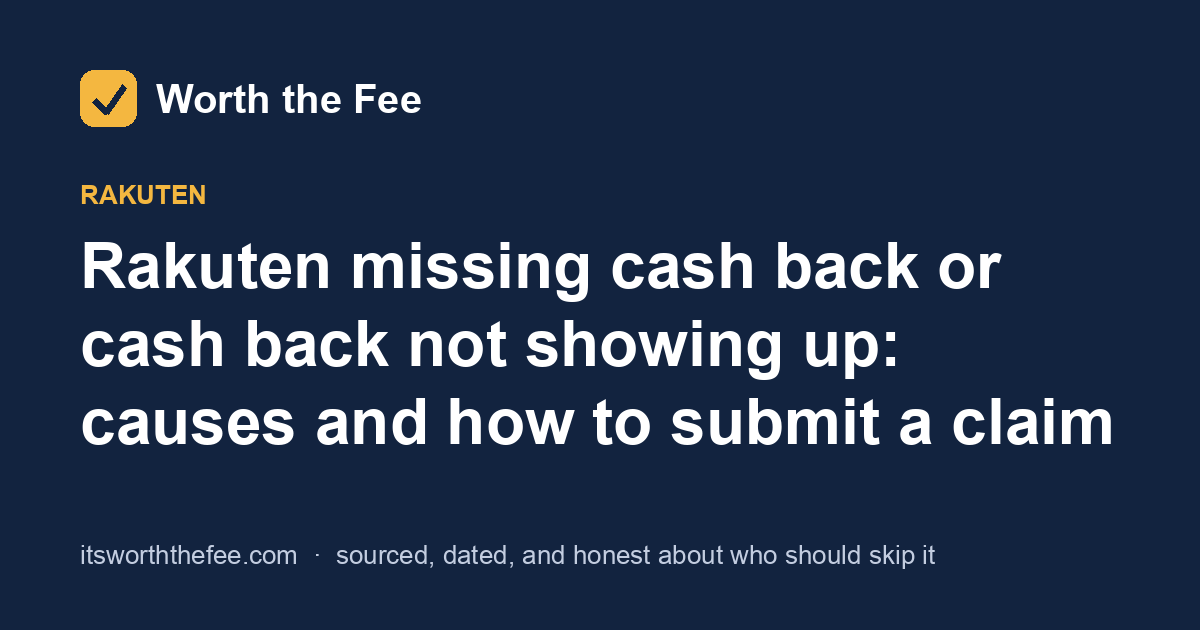 Worth the Fee
RAKUTEN
Rakuten missing cash back or
cash back not showing up:
causes and how to submit a claim
itsworththefee.com · sourced, dated, and honest about who should skip it